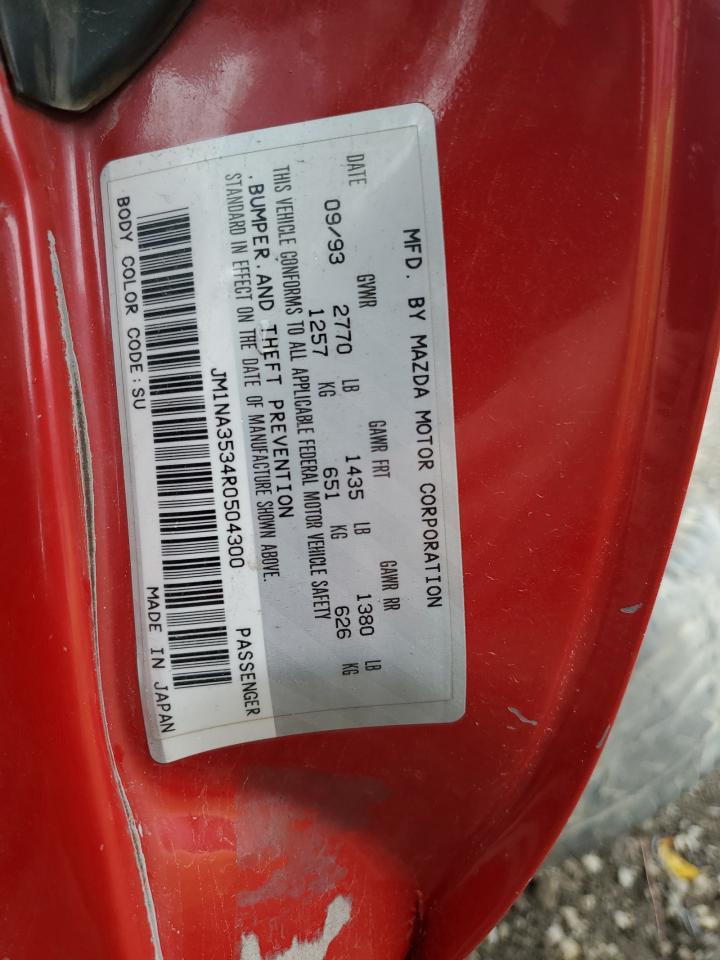 MFD. BY MAZDA MOTOR CORPORATION
DATE GVWR GAWR FRT GAWR RR
09/93 2770 LB 1435 LB 1380 LB
1257 KG 651 KG 626 KG
THIS VEHICLE CONFORMS TO ALL APPLICABLE FEDERAL MOTOR VEHICLE SAFETY
.BUMPER.AND.THEFT PREVENTION
STANDARD IN EFFECT ON THE DATE OF MANUFACTURE SHOWN ABOVE.
JM1NA3534R0504300 PASSENGER
BODY COLOR CODE:SU MADE IN JAPAN